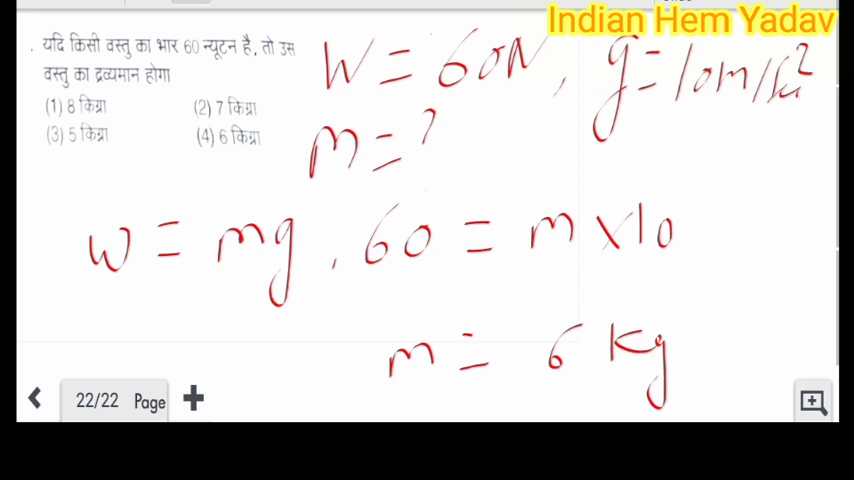 Indian Hem Yadav
. यदि किसी वस्तु का भार 60 न्यूटन है, तो उस
वस्तु का द्रव्यमान होगा
(1) 8 किग्रा (2) 7 किग्रा
(3) 5 किग्रा (4) 6 किग्रा
W = 60N, g = 10m/sec²
m = ?
w = mg, 60 = m × 10
m = 6 kg
22/22 Page